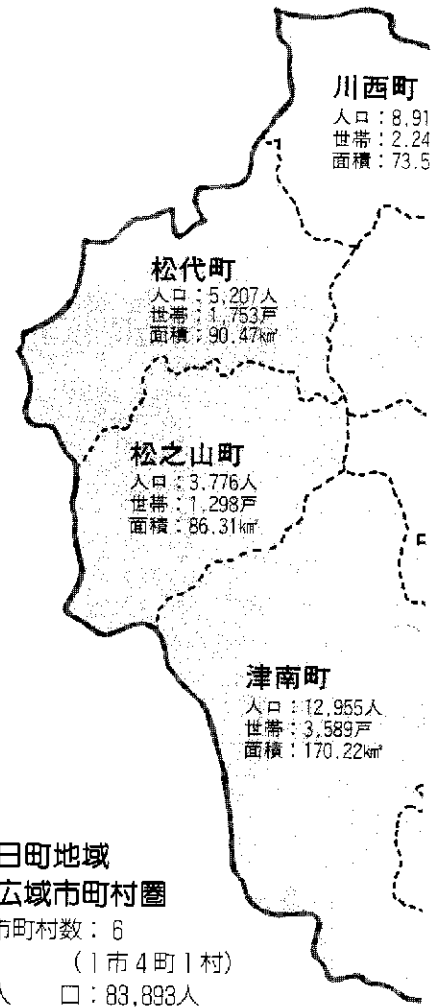 川西町
人口：8,91
世帯：2,24
面積：73.5
松代町
人口：5,207人
世帯：1,753戸
面積：90.47km²
松之山町
人口：3,776人
世帯：1,298戸
面積：86.31km²
津南町
人口：12,955人
世帯：3,589戸
面積：170.22km²
日町地域
広域市町村圏
市町村数：6
（1市4町1村）
口：83,893人